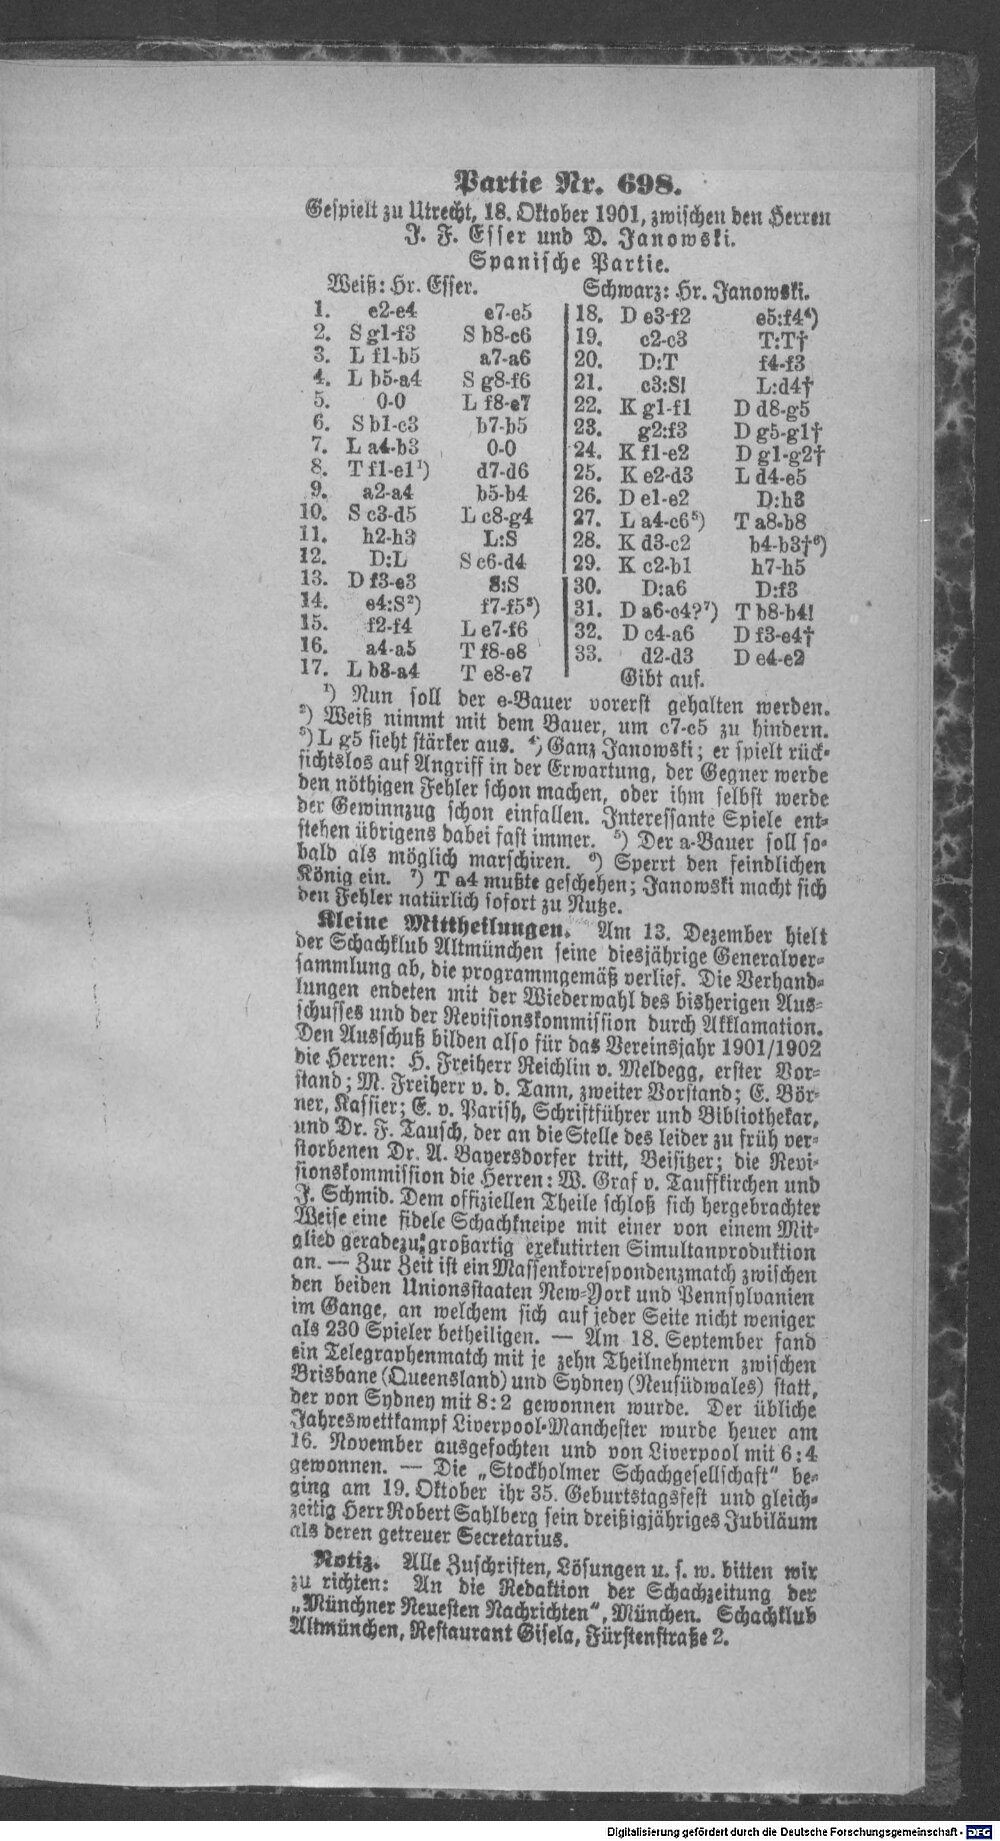 Partie Nr. 698.
Gespielt zu Utrecht, 18. Oktober 1901, zwischen den Herren
J. F. Esser und D. Janowski.
Spanische Partie.
Weiß: Hr. Esser. Schwarz: Hr. Janowski.
1. e2-e4 e7-e5
2. S g1-f3 S b8-c6
3. L f1-b5 a7-a6
4. L b5-a4 S g8-f6
5. 0-0 L f8-e7
6. S b1-c3 b7-b5
7. L a4-b3 0-0
8. T f1-e1¹) d7-d6
9. a2-a4 b5-b4
10. S c3-d5 L c8-g4
11. h2-h3 L:S
12. D:L S c6-d4
13. D f3-e3 S:S
14. e4:S²) f7-f5³)
15. f2-f4 L e7-f6
16. a4-a5 T f8-e8
17. L b3-a4 T e8-e7
18. D e3-f2 e5:f4⁴)
19. c2-c3 T:T†
20. D:T f4-f3
21. c3:S! L:d4†
22. K g1-f1 D d8-g5
23. g2:f3 D g5-g1†
24. K f1-e2 D g1-g2†
25. K e2-d3 L d4-e5
26. D e1-e2 D:h3
27. L a4-c6⁵) T a8-b8
28. K d3-c2 b4-b3†⁶)
29. K c2-b1 h7-h5
30. D:a6 D:f3
31. D a6-c4?⁷) T b8-b4!
32. D c4-a6 D f3-e4†
33. d2-d3 D e4-e2
Gibt auf.
¹) Nun soll der e-Bauer vorerst gehalten werden.
²) Weiß nimmt mit dem Bauer, um c7-c5 zu hindern.
³) L g5 sieht stärker aus. ⁴) Ganz Janowski; er spielt rück-
sichtslos auf Angriff in der Erwartung, der Gegner werde
den nöthigen Fehler schon machen, oder ihm selbst werde
der Gewinnzug schon einfallen. Interessante Spiele ent-
stehen übrigens dabei fast immer. ⁵) Der a-Bauer soll so-
bald als möglich marschiren. ⁶) Sperrt den feindlichen
König ein. ⁷) T a4 mußte geschehen; Janowski macht sich
den Fehler natürlich sofort zu Nutze.
Kleine Mittheilungen. Am 13. Dezember hielt
der Schachklub Altmünchen seine diesjährige Generalver-
sammlung ab, die programmgemäß verlief. Die Verhand-
lungen endeten mit der Wiederwahl des bisherigen Aus-
schusses und der Revisionskommission durch Akklamation.
Den Ausschuß bilden also für das Vereinsjahr 1901/1902
die Herren: H. Freiherr Reichlin v. Meldegg, erster Vor-
stand; M. Freiherr v. d. Tann, zweiter Vorstand; E. Bör-
ner, Kassier; E. v. Parish, Schriftführer und Bibliothekar,
und Dr. F. Tausch, der an die Stelle des leider zu früh ver-
storbenen Dr. A. Bayersdorfer tritt, Beisitzer; die Revi-
sionskommission die Herren: W. Graf v. Tauffkirchen und
J. Schmid. Dem offiziellen Theile schloß sich hergebrachter
Weise eine fidele Schachkneipe mit einer von einem Mit-
glied geradezu großartig exekutirten Simultanproduktion
an. — Zur Zeit ist ein Massenkorrespondenzmatch zwischen
den beiden Unionsstaaten New-York und Pennsylvanien
im Gange, an welchem sich auf jeder Seite nicht weniger
als 230 Spieler betheiligen. — Am 18. September fand
ein Telegraphenmatch mit je zehn Theilnehmern zwischen
Brisbane (Queensland) und Sydney (Neusüdwales) statt,
der von Sydney mit 8:2 gewonnen wurde. Der übliche
Jahreswettkampf Liverpool-Manchester wurde heuer am
16. November ausgefochten und von Liverpool mit 6:4
gewonnen. — Die „Stockholmer Schachgesellschaft“ be-
ging am 19. Oktober ihr 35. Geburtstagsfest und gleich-
zeitig Herr Robert Sahlberg sein dreißigjähriges Jubiläum
als deren getreuer Secretarius.
Notiz. Alle Zuschriften, Lösungen u. s. w. bitten wir
zu richten: An die Redaktion der Schachzeitung der
„Münchner Neuesten Nachrichten“, München. Schachklub
Altmünchen, Restaurant Gisela, Fürstenstraße 2.
Digitalisierung gefördert durch die Deutsche Forschungsgemeinschaft - DFG